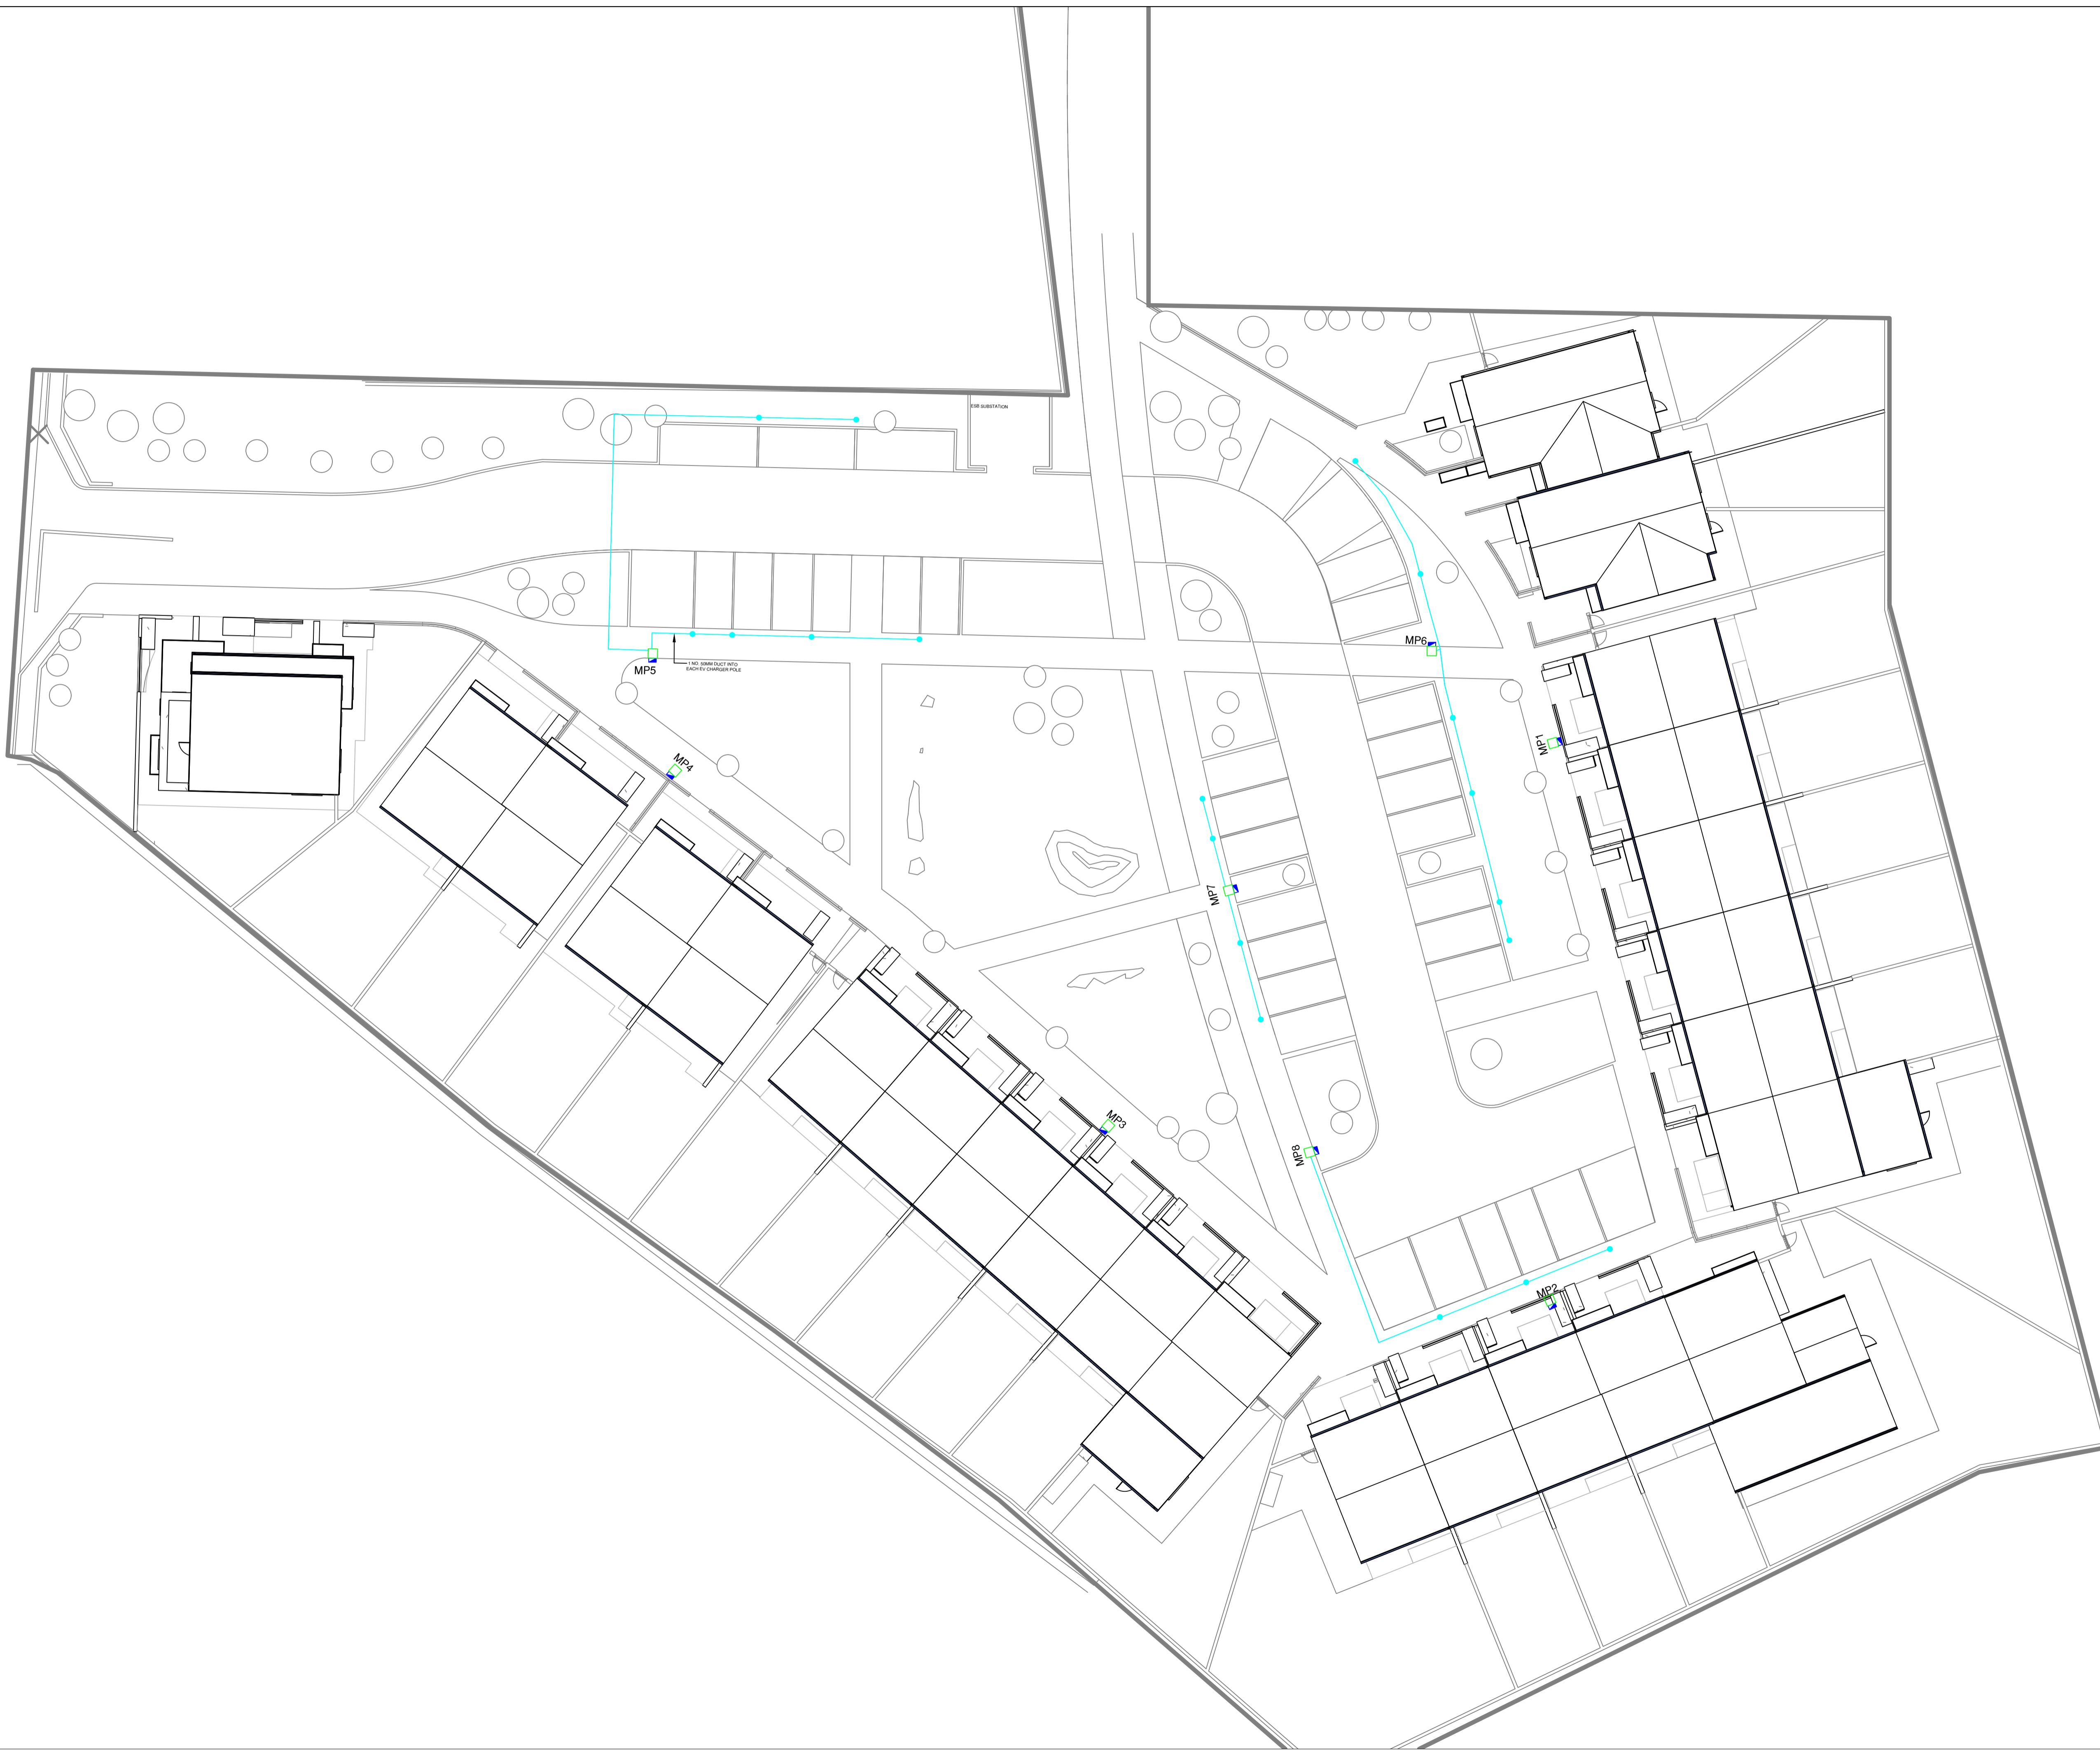 ESB SUBSTATION
MP6
MP5
1 NO. 50MM DUCT INTO
EACH EV CHARGER POLE
MP1
MP4
MP7
MP3
MP8
MP2